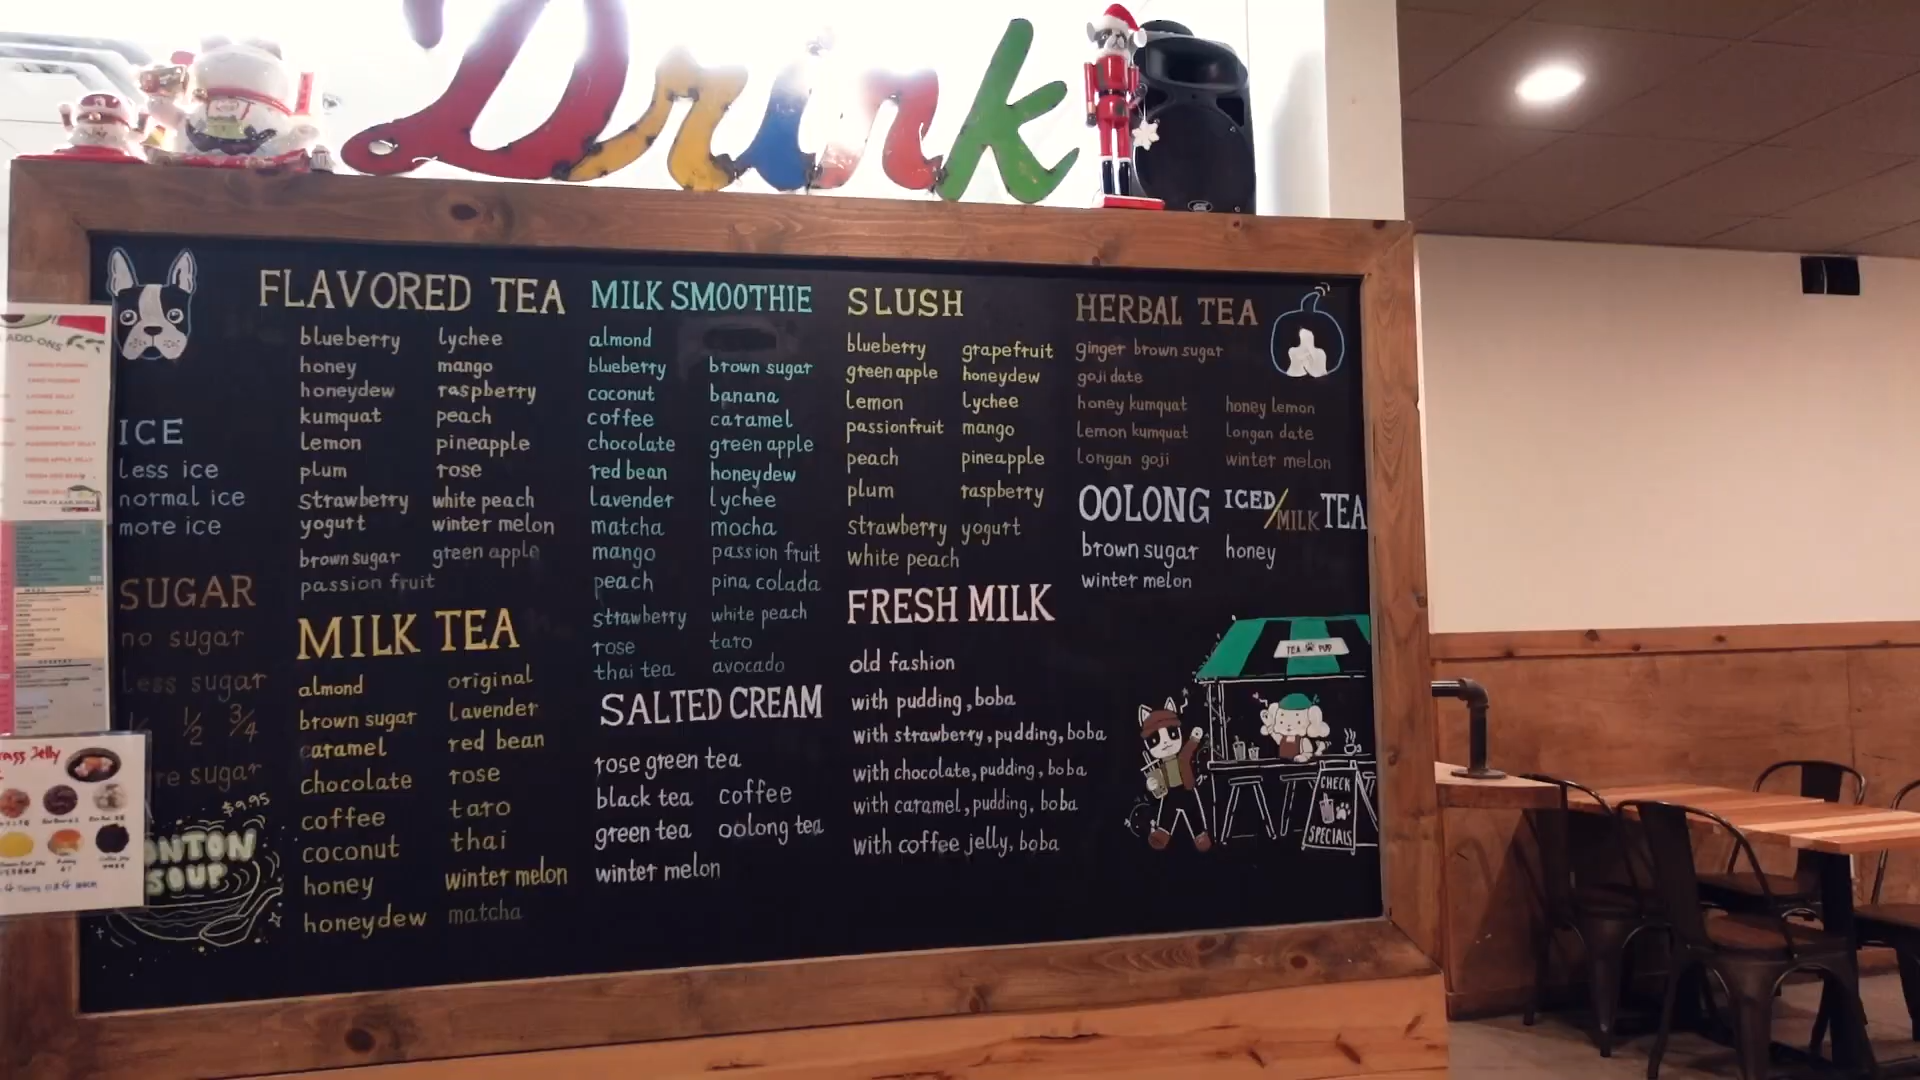 Drink
FLAVORED TEA
blueberry lychee
honey mango
honeydew raspberry
kumquat peach
Lemon pineapple
plum rose
Strawberry white peach
yogurt winter melon
brown sugar green apple
passion fruit
MILK TEA
almond original
brown sugar lavender
caramel red bean
chocolate rose
coffee taro
coconut thai
honey winter melon
honeydew matcha
MILK SMOOTHIE
almond
blueberry brown sugar
coconut banana
coffee caramel
chocolate green apple
red bean honeydew
lavender lychee
matcha mocha
mango passion fruit
peach pina colada
strawberry white peach
rose taro
thai tea avocado
SALTED CREAM
rose green tea
black tea coffee
green tea oolong tea
winter melon
SLUSH
blueberry grapefruit
green apple honeydew
Lemon Lychee
passionfruit mango
peach pineapple
plum raspberry
strawberry yogurt
white peach
FRESH MILK
old fashion
with pudding, boba
with strawberry, pudding, boba
with chocolate, pudding, boba
with caramel, pudding, boba
with coffee jelly, boba
HERBAL TEA
ginger brown sugar
goji date
honey kumquat honey lemon
Lemon kumquat Longan date
Longan goji winter melon
OOLONG ICED/MILK TEA
brown sugar honey
winter melon
TEA PUP
CHECK
SPECIALS
ICE
Less ice
normal ice
more ice
SUGAR
no sugar
Less sugar
1/2 3/4
sugar
$9.95
SOUP
ADD-ONS
Jelly